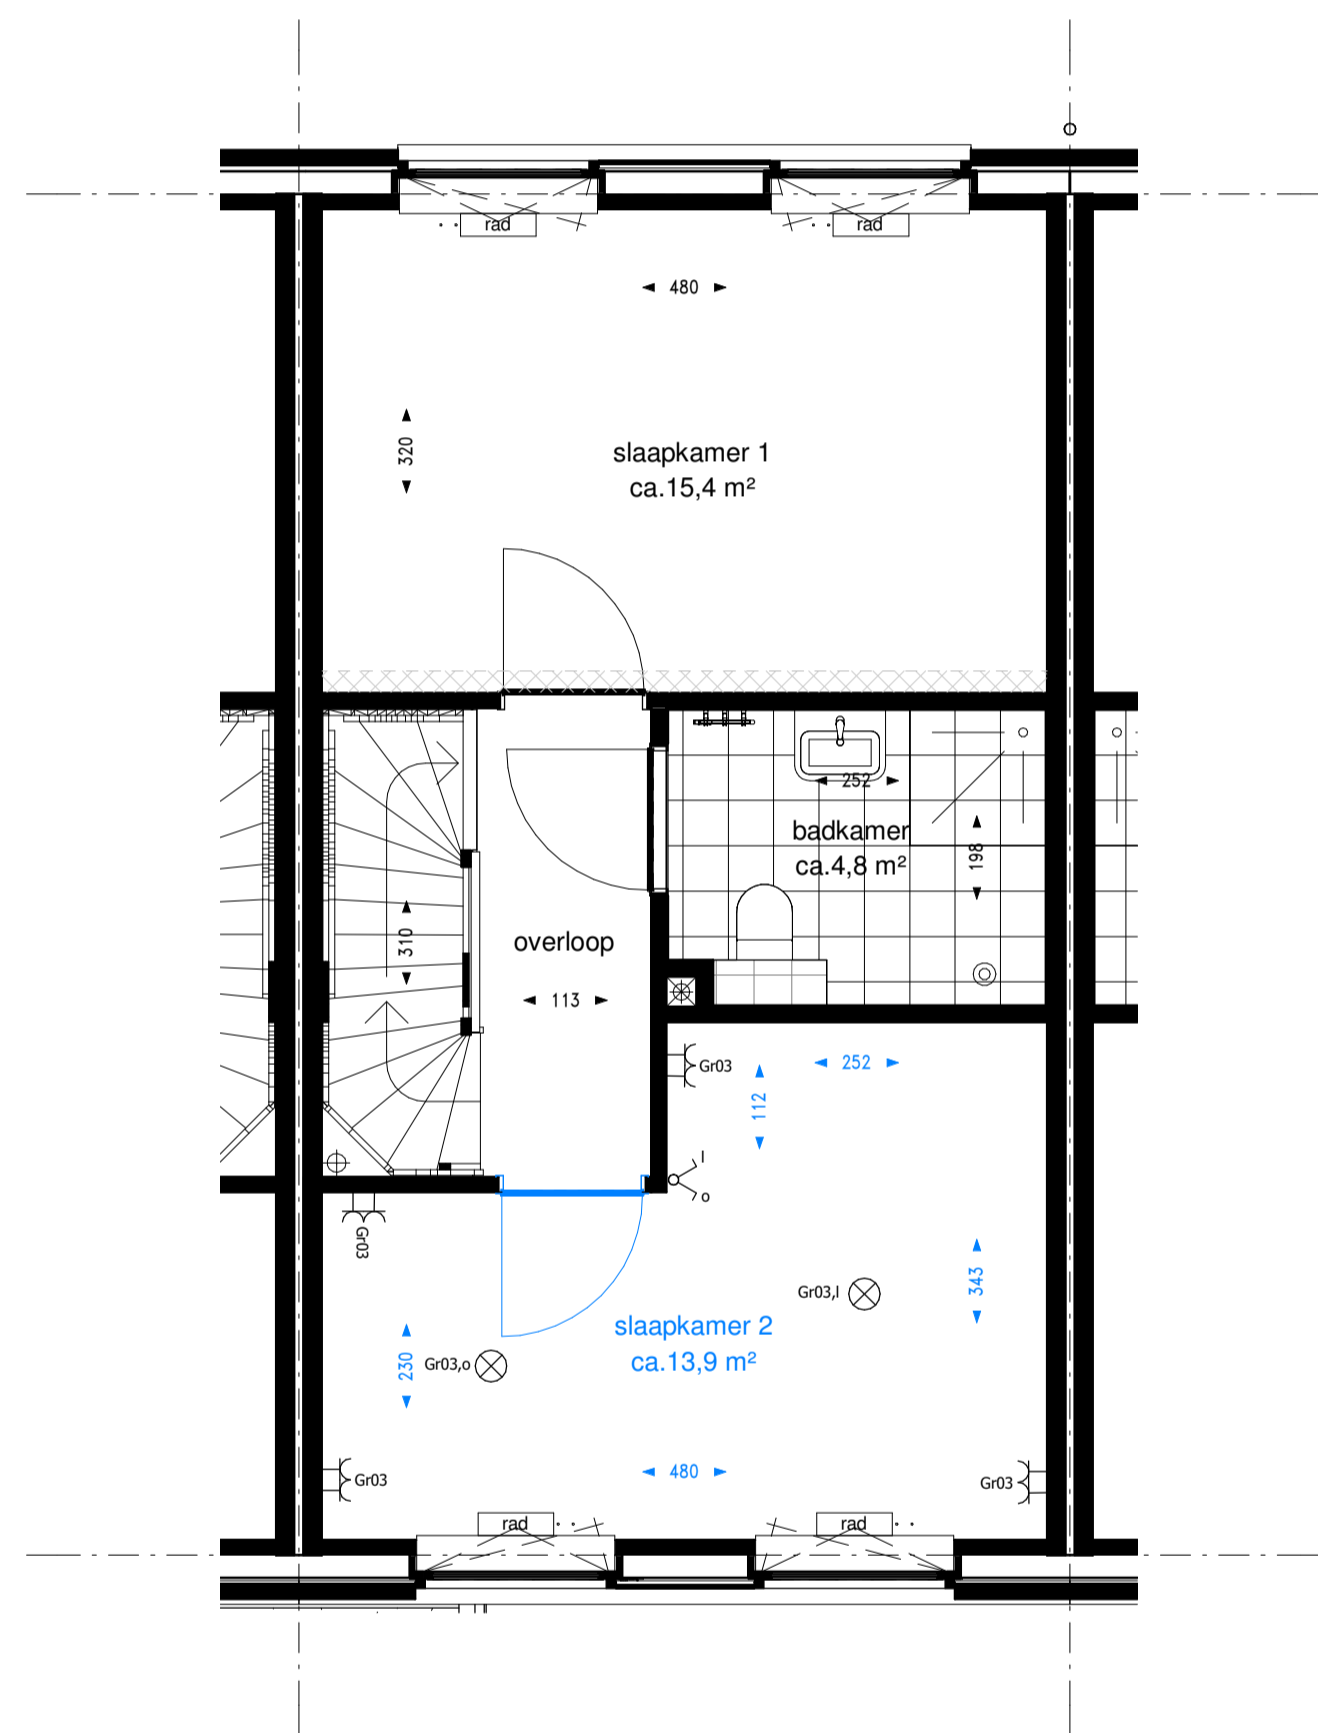 rad
rad
480
320
slaapkamer 1
ca.15,4 m²
252
badkamer
ca.4,8 m²
198
310
overloop
113
Gr03
252
112
l
o
Gr03
343
Gr03,l
slaapkamer 2
ca.13,9 m²
230
Gr03,o
480
Gr03
Gr03
rad
rad